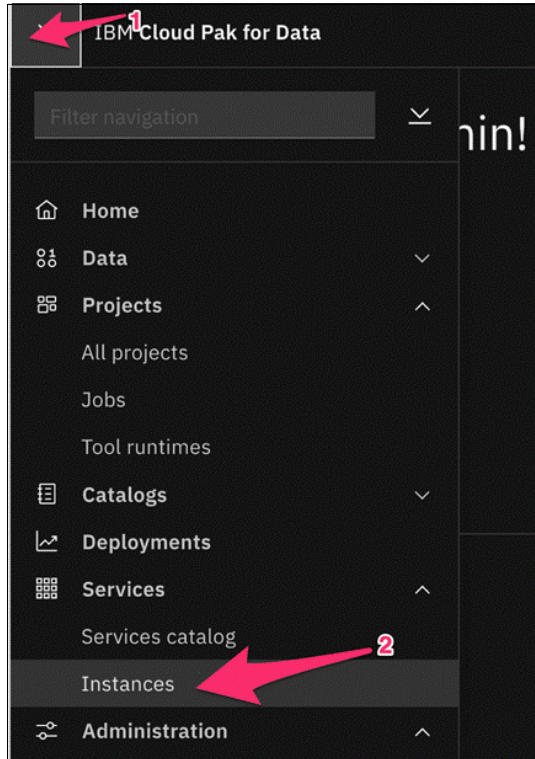 1
IBM Cloud Pak for Data
Filter navigation
hin!
Home
Data
Projects
All projects
Jobs
Tool runtimes
Catalogs
Deployments
Services
Services catalog
2
Instances
Administration